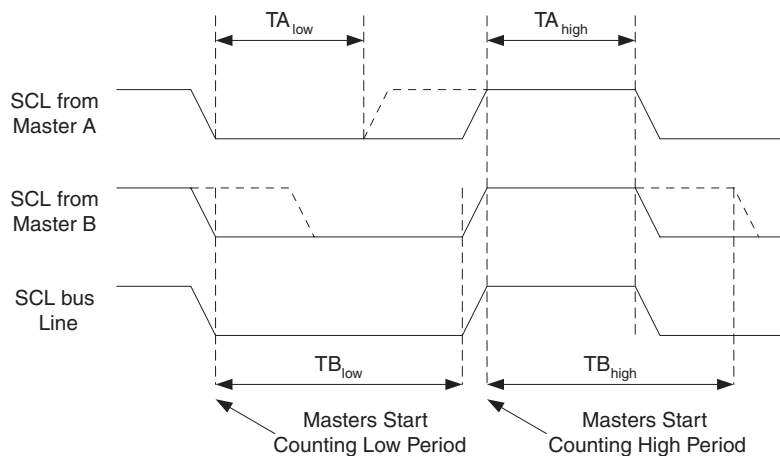 TA low
TA high
SCL from
Master A
SCL from
Master B
SCL bus
Line
TB low
TB high
Masters Start
Counting Low Period
Masters Start
Counting High Period